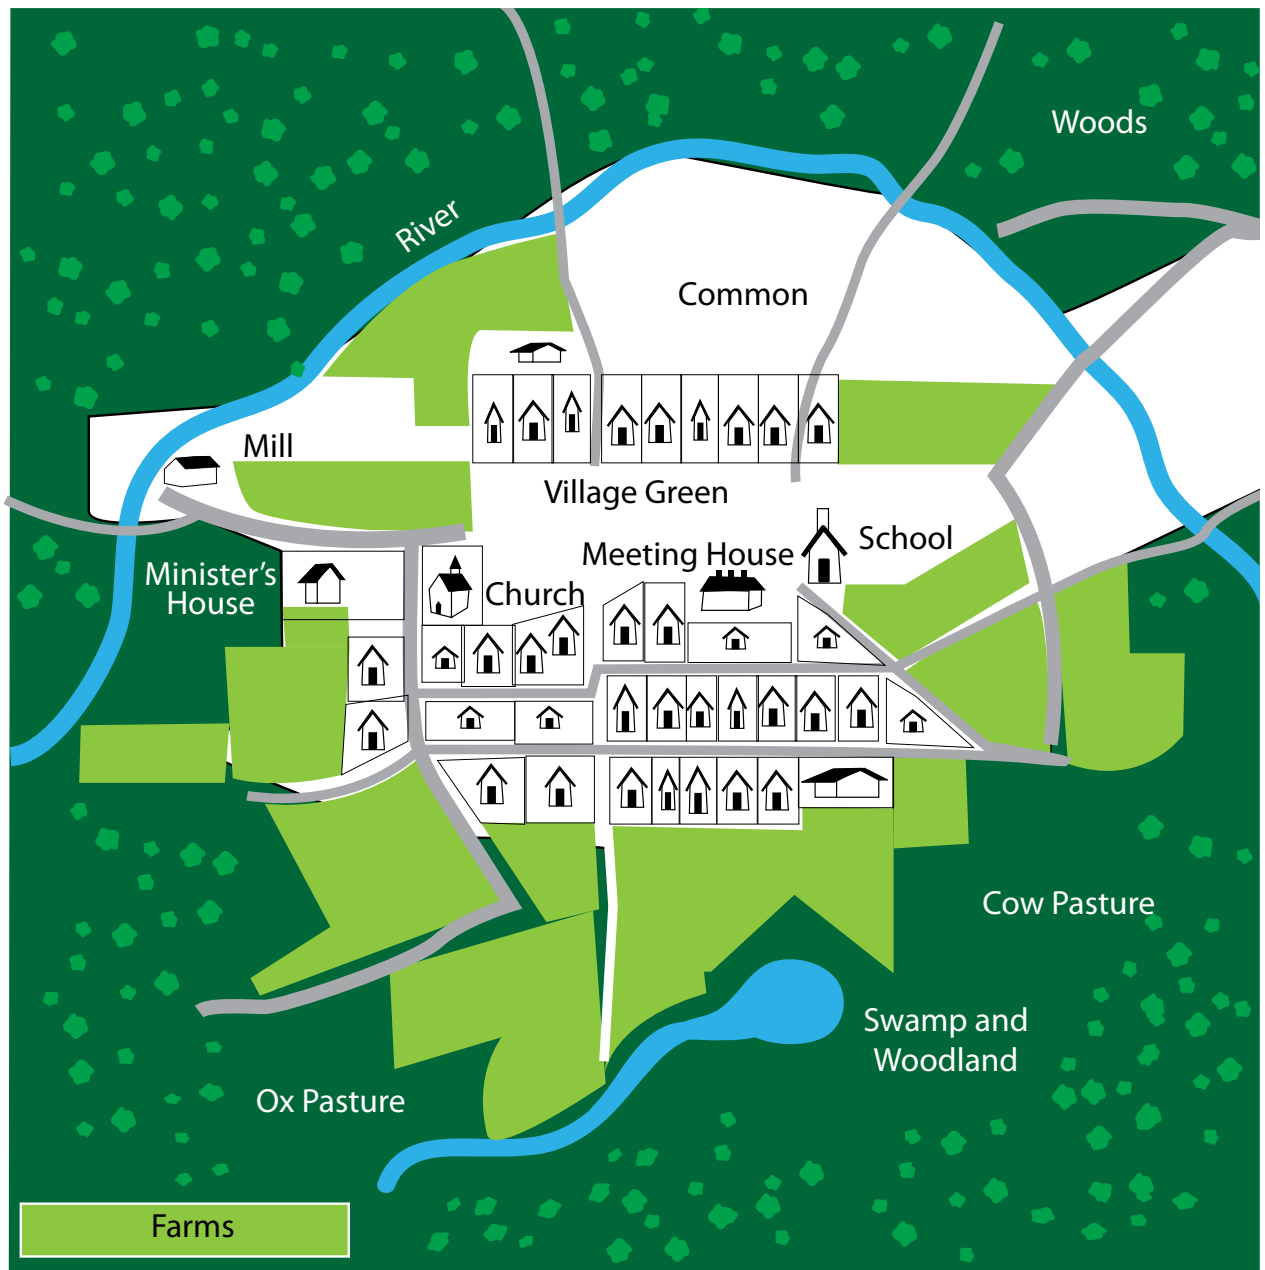 Woods
River
Common
Mill
Village Green
School
Meeting House
Minister's
House
Church
Cow Pasture
Swamp and
Woodland
Ox Pasture
Farms